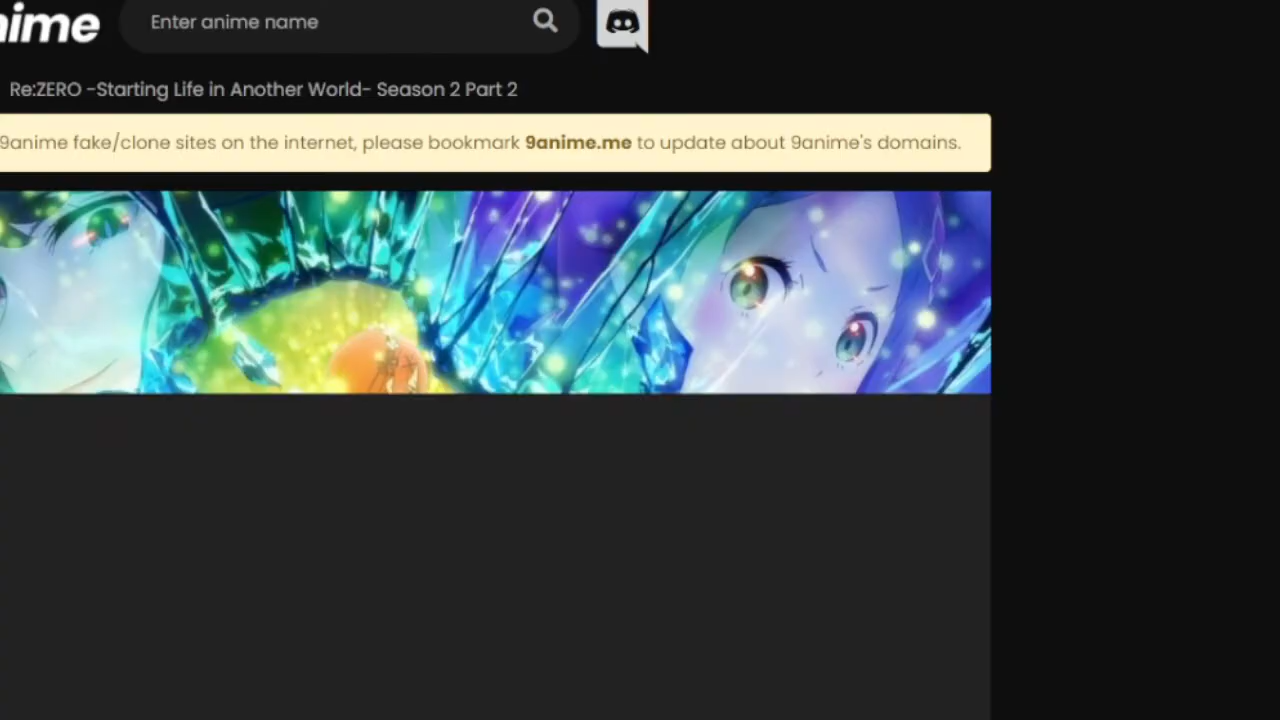 nime
Enter anime name
Re:ZERO -Starting Life in Another World- Season 2 Part 2
9anime fake/clone sites on the internet, please bookmark 9anime.me to update about 9anime's domains.